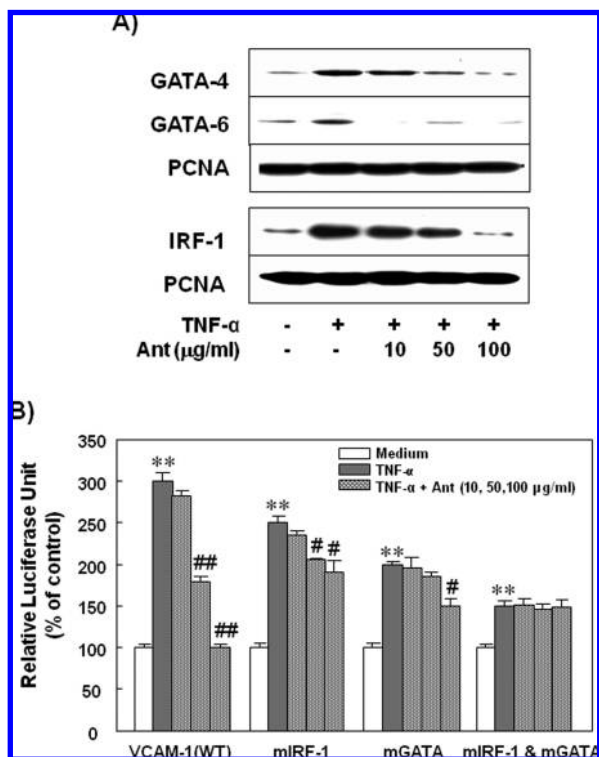 A)
GATA-4
GATA-6
PCNA
IRF-1
PCNA
TNF-α - + + + +
Ant (μg/ml) - - 10 50 100
B)
Relative Luciferase Unit
(% of control)
350
300
250
200
150
100
50
0
Medium
TNF-α
TNF-α + Ant (10, 50,100 μg/ml)
** ## ##
** # #
** #
**
VCAM-1(WT) mIRF-1 mGATA mIRF-1 & mGATA